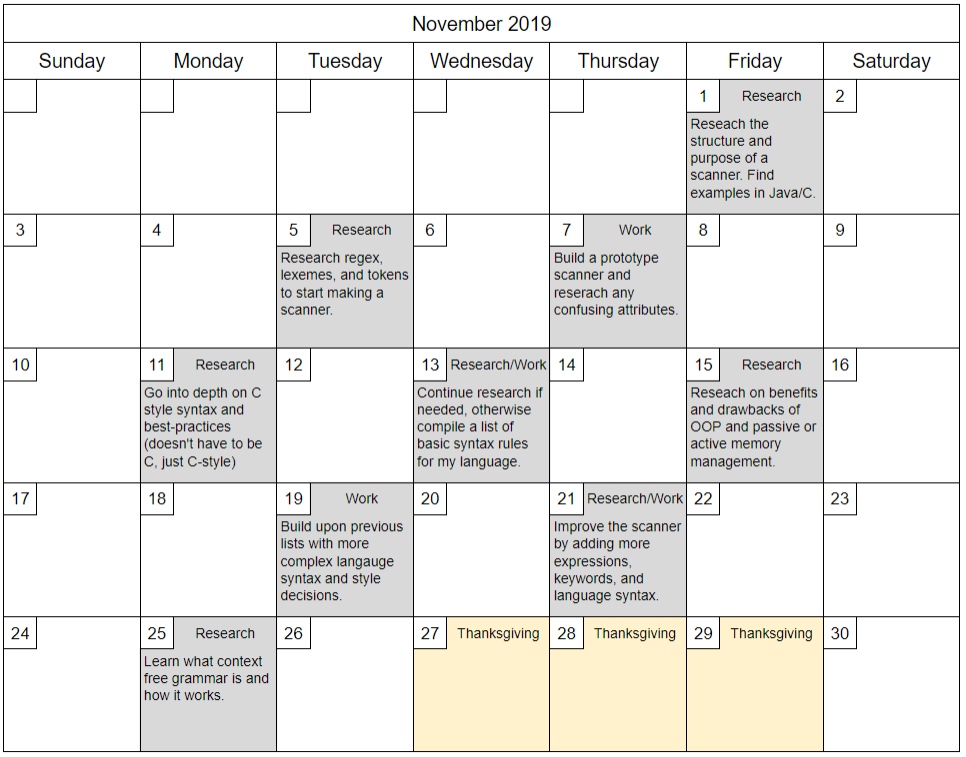 November 2019
Sunday Monday Tuesday Wednesday Thursday Friday Saturday
1 Research
Reseach the
structure and
purpose of a
scanner. Find
examples in Java/C.
2
3
4
5 Research
Research regex,
lexemes, and tokens
to start making a
scanner.
6
7 Work
Build a prototype
scanner and
reserach any
confusing attributes.
8
9
10
11 Research
Go into depth on C
style syntax and
best-practices
(doesn't have to be
C, just C-style)
12
13 Research/Work
Continue research if
needed, otherwise
compile a list of
basic syntax rules
for my language.
14
15 Research
Reseach on benefits
and drawbacks of
OOP and passive or
active memory
management.
16
17
18
19 Work
Build upon previous
lists with more
complex langauge
syntax and style
decisions.
20
21 Research/Work
Improve the scanner
by adding more
expressions,
keywords, and
language syntax.
22
23
24
25 Research
Learn what context
free grammar is and
how it works.
26
27 Thanksgiving
28 Thanksgiving
29 Thanksgiving
30